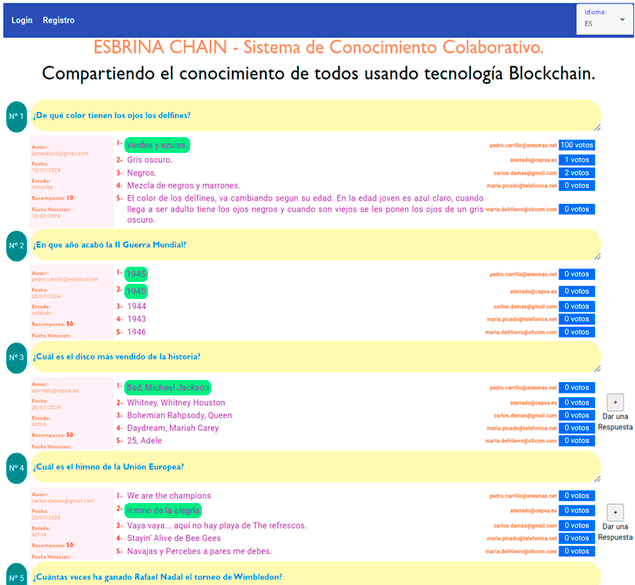 Login Registro
Idioma:
ES
ESBRINA CHAIN - Sistema de Conocimiento Colaborativo.
Compartiendo el conocimiento de todos usando tecnología Blockchain.
Nº 1 ¿De qué color tienen los ojos los delfines?
Autor:
jamesband@gmail.com
Fecha:
19/07/2024
Estado:
consulta
Recompensa: 10
Fecha Votacion:
10/07/2024
1- Verdes y azules. pedro.carrillo@eresmas.net 100 votos
2- Gris oscuro. aterrado@cepsa.es 1 votos
3- Negros. carlos.damas@gmail.com 2 votos
4- Mezcla de negros y marrones. maria.picado@telefonica.net 0 votos
5- El color de los delfines, va cambiando segun su edad. En la edad joven es azul claro, cuando
llega a ser adulto tiene los ojos negros y cuando son viejos se les ponen los ojos de un gris marta.delHierro@sitcom.com 0 votos
oscuro.
Nº 2 ¿En que año acabó la II Guerra Mundial?
Autor:
pedro.carrillo@eresmas.net
Fecha:
20/07/2024
Estado:
votando
Recompensa: 50
Fecha Votacion:
1- 1945 pedro.carrillo@eresmas.net 0 votos
2- 1945 aterrado@cepsa.es 0 votos
3- 1944 carlos.damas@gmail.com 0 votos
4- 1943 maria.picado@telefonica.net 0 votos
5- 1946 marta.delHierro@sitcom.com 0 votos
Nº 3 ¿Cuál es el disco más vendido de la historia?
Autor:
aterrado@cepsa.es
Fecha:
20/07/2024
Estado:
activa
Recompensa: 50
Fecha Votacion:
1- Bad, Michael Jackson pedro.carrillo@eresmas.net 0 votos
2- Whitney, Whitney Houston aterrado@cepsa.es 0 votos
3- Bohemian Rahpsody, Queen carlos.damas@gmail.com 0 votos
4- Daydream, Mariah Carey maria.picado@telefonica.net 0 votos
5- 25, Adele marta.delHierro@sitcom.com 0 votos
+
Dar una
Respuesta
Nº 4 ¿Cuál es el himno de la Unión Europea?
Autor:
carlos.damas@gmail.com
Fecha:
20/07/2024
Estado:
activa
Recompensa: 50
Fecha Votacion:
1- We are the champions pedro.carrillo@eresmas.net 0 votos
2- Himno de la alegría aterrado@cepsa.es 0 votos
3- Vaya vaya... aquí no hay playa de The refrescos. carlos.damas@gmail.com 0 votos
4- Stayin' Alive de Bee Gees maria.picado@telefonica.net 0 votos
5- Navajas y Percebes a pares me debes. marta.delHierro@sitcom.com 0 votos
+
Dar una
Respuesta
Nº 5 ¿Cuántas veces ha ganado Rafael Nadal el torneo de Wimbledon?